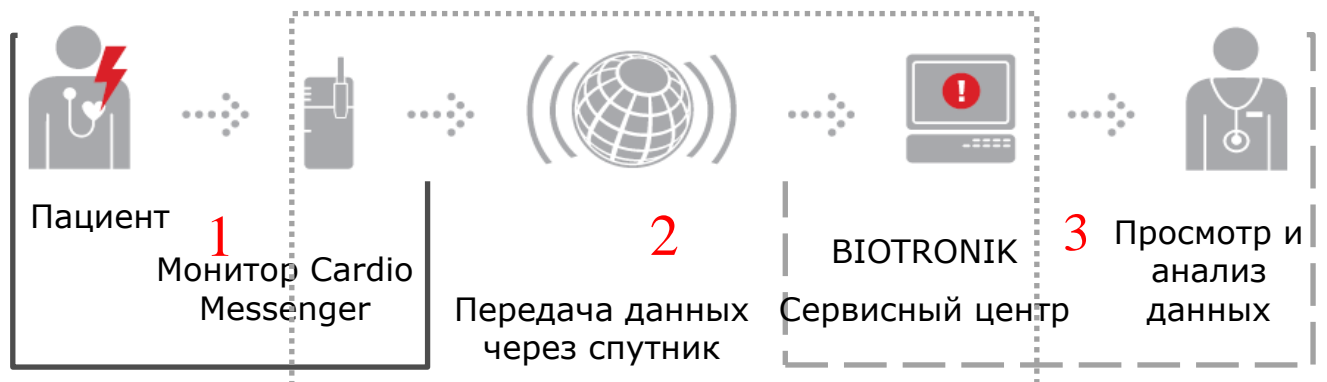 Пациент
1
Монитор Cardio
Messenger
2
Передача данных
через спутник
BIOTRONIK
Сервисный центр
3
Просмотр и
анализ
данных